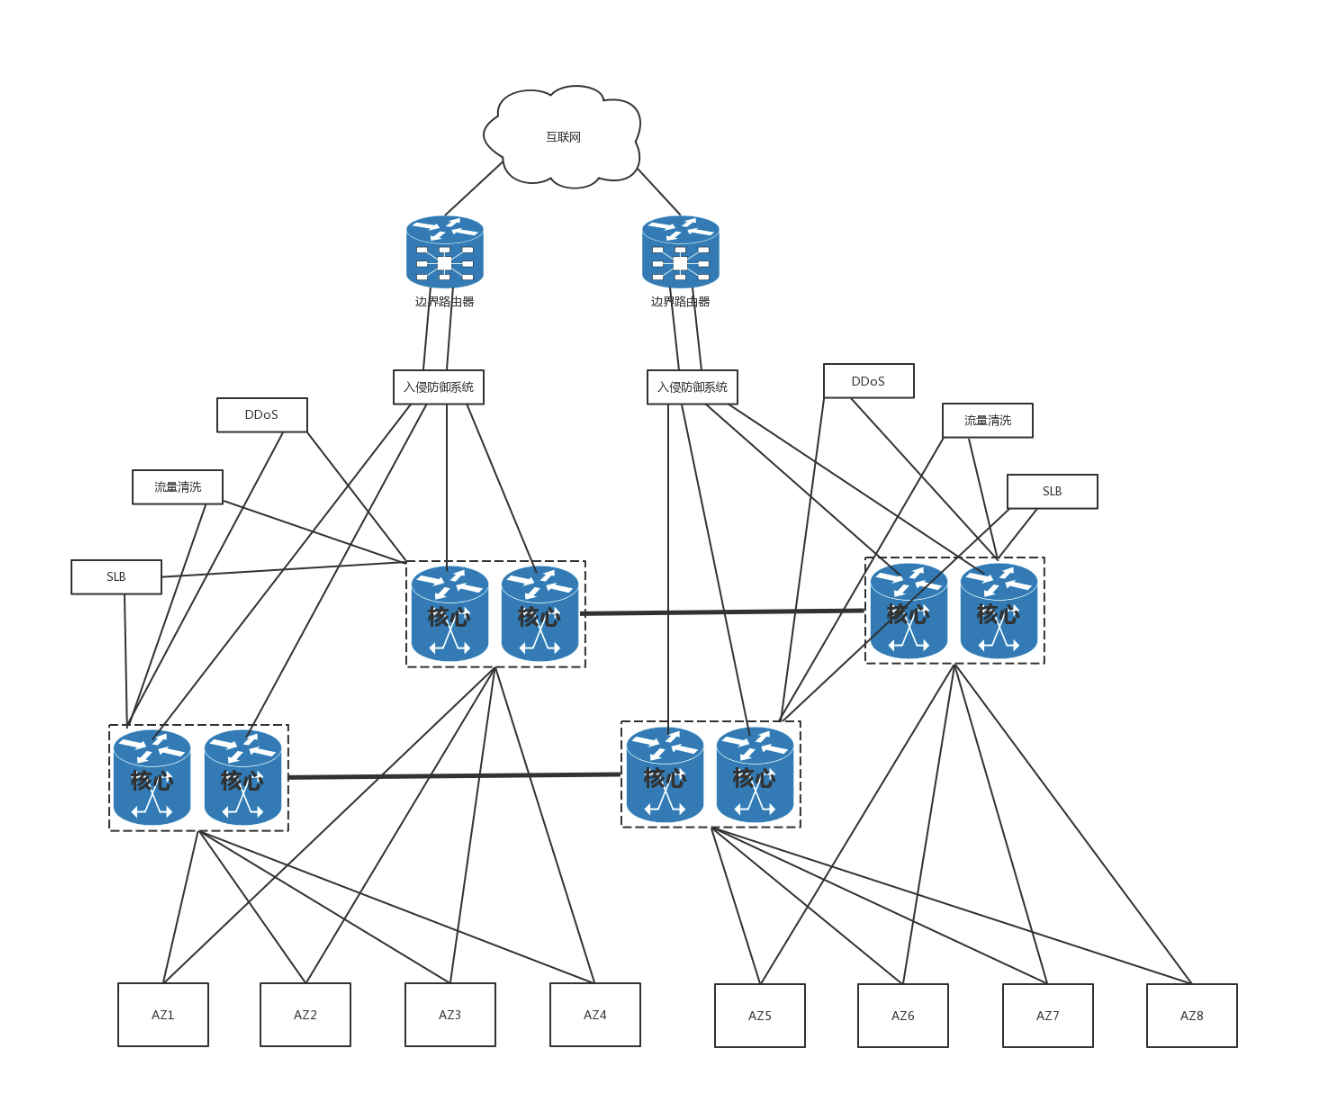 互联网
边界路由器
边界路由器
入侵防御系统
入侵防御系统
DDoS
DDoS
流量清洗
流量清洗
SLB
SLB
核心
核心
核心
核心
核心
核心
核心
核心
AZ1
AZ2
AZ3
AZ4
AZ5
AZ6
AZ7
AZ8